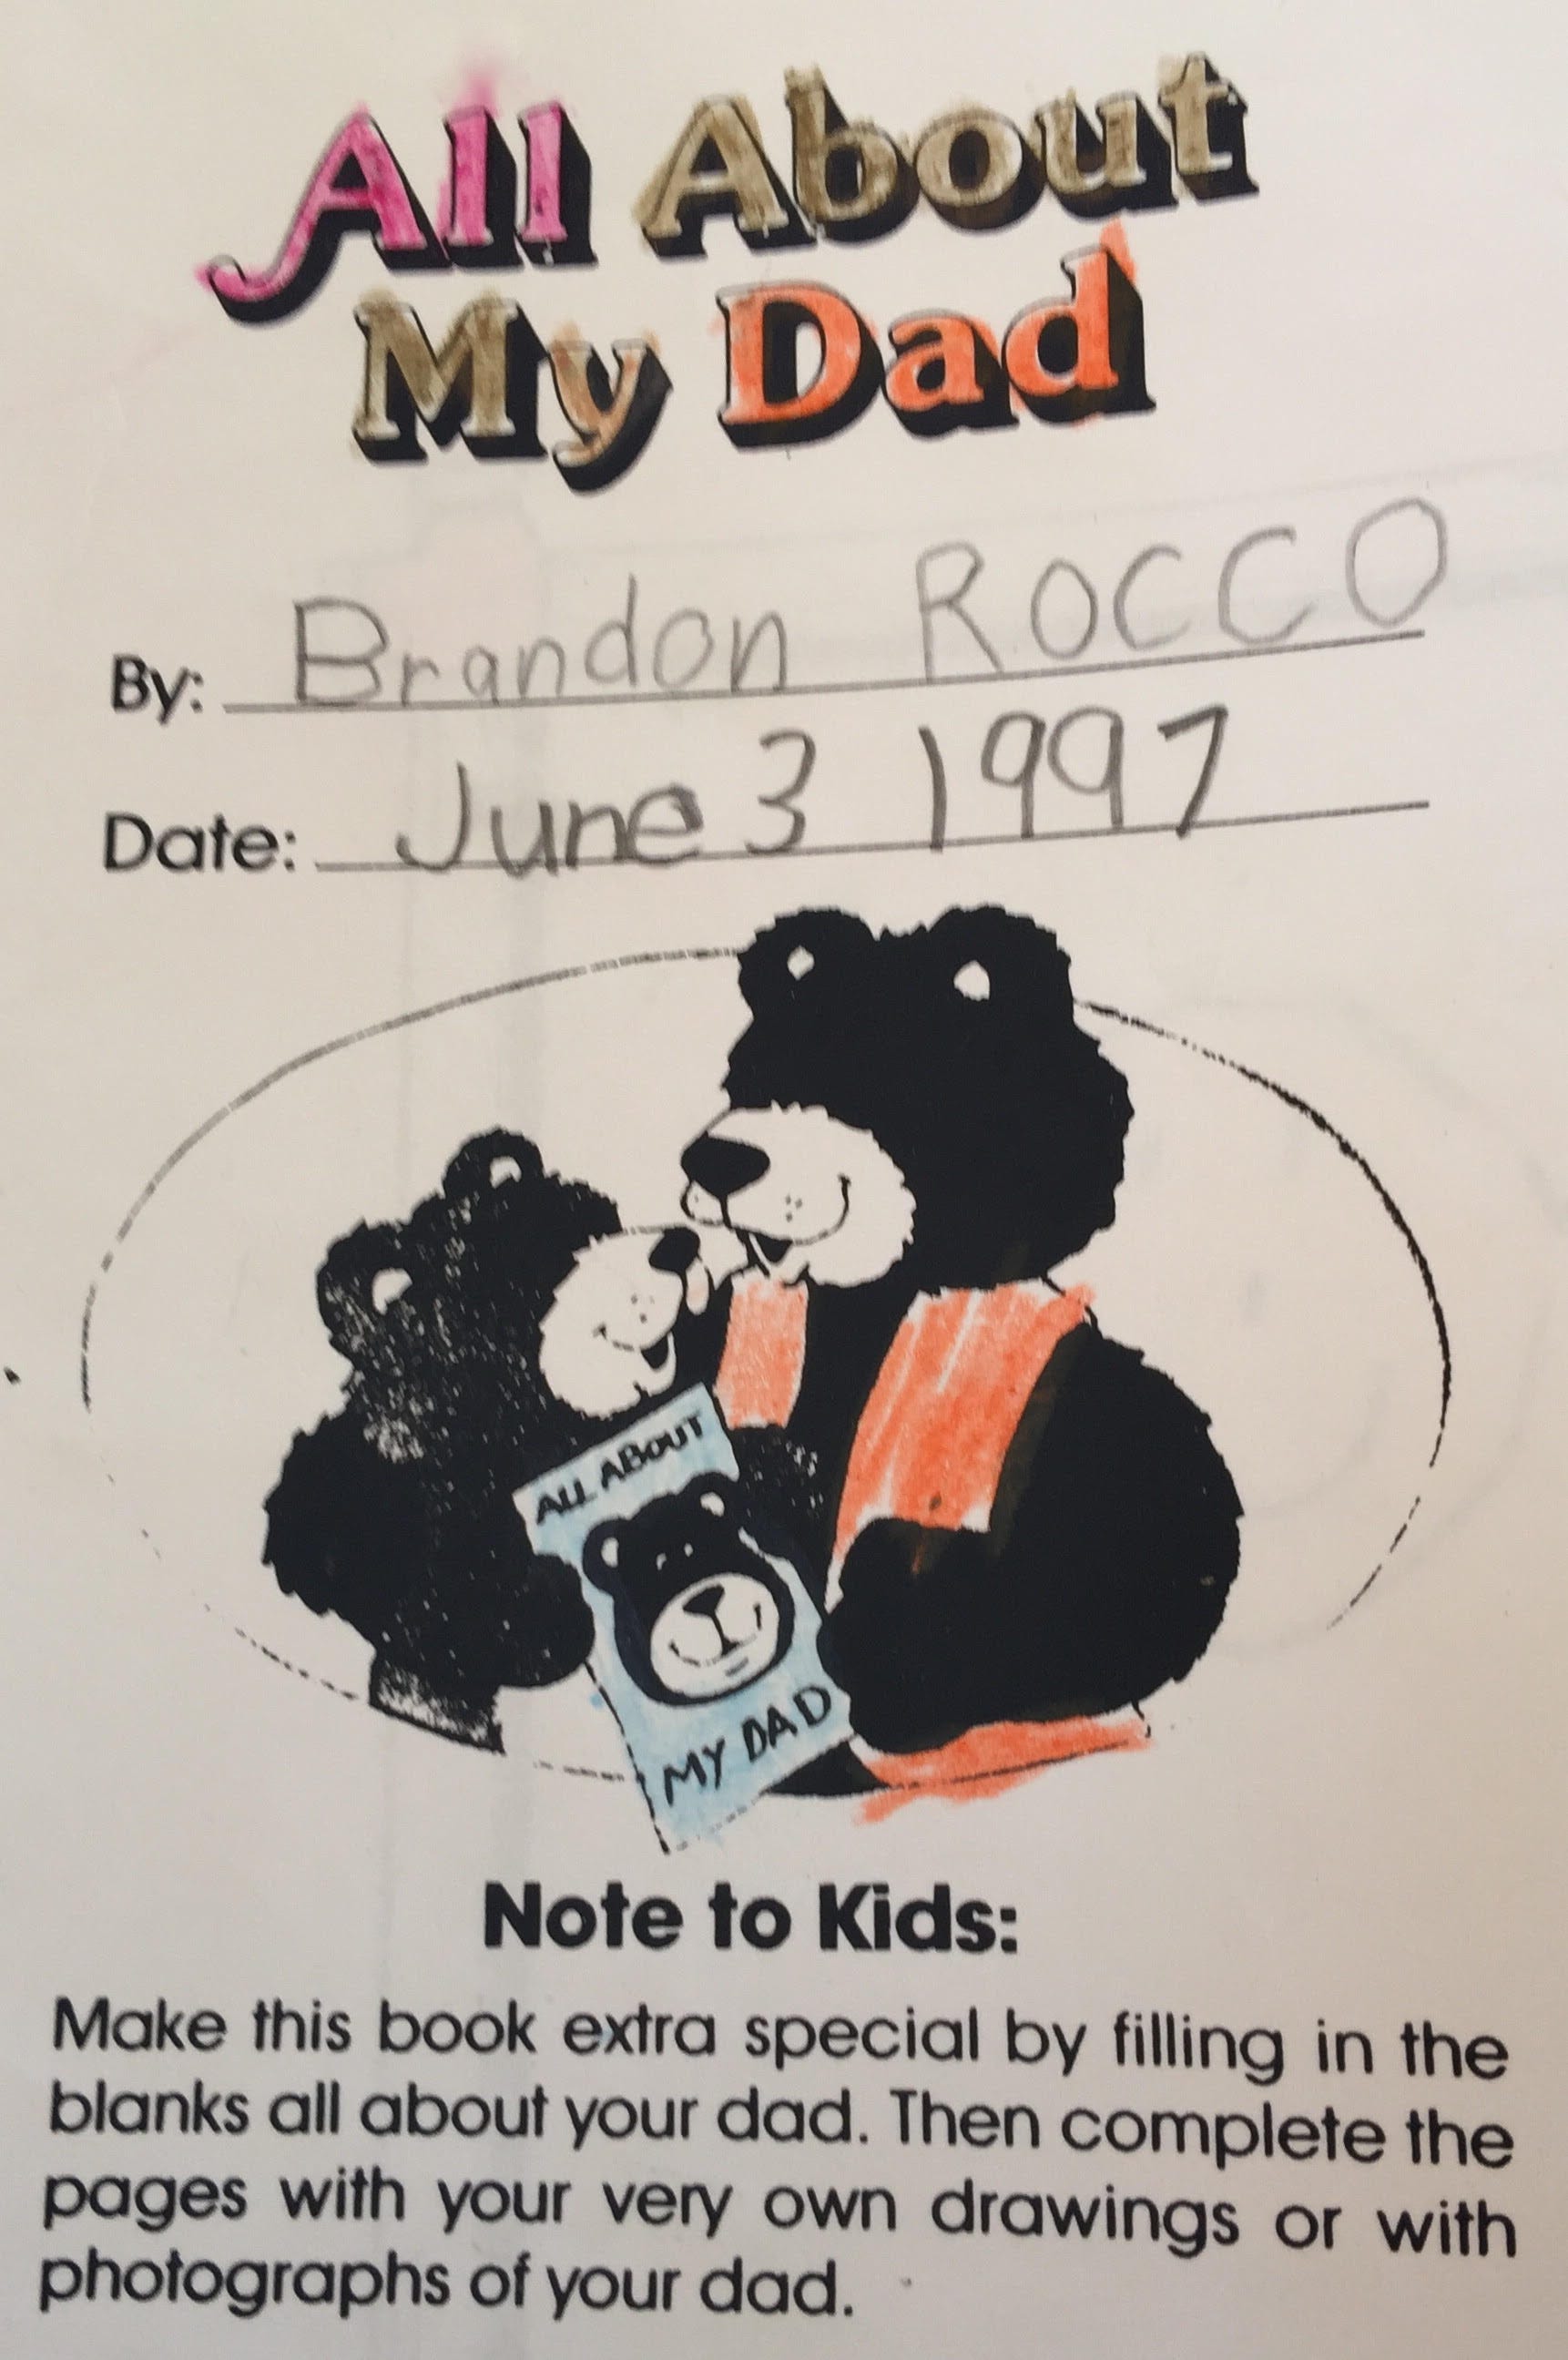 All About
My Dad
By: Brandon ROCCO
Date: June 3 1997
ALL ABOUT
MY DAD
Note to Kids:
Make this book extra special by filling in the
blanks all about your dad. Then complete the
pages with your very own drawings or with
photographs of your dad.